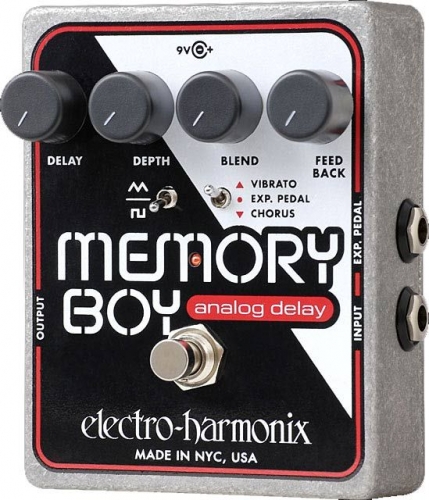 9V +
DELAY
DEPTH
BLEND
FEED
BACK
VIBRATO
EXP. PEDAL
CHORUS
EXP. PEDAL
MEMORY
BOY analog delay
OUTPUT
INPUT
electro-harmonix
MADE IN NYC, USA